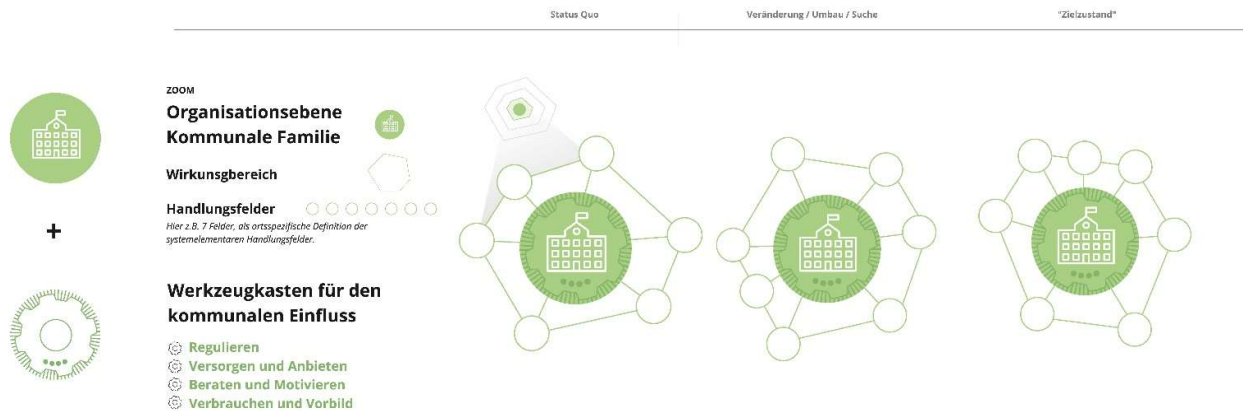 Status Quo
Veränderung / Umbau / Suche
"Zielzustand"
ZOOM
Organisationsebene
Kommunale Familie
Wirkunsgbereich
Handlungsfelder
Hier z.B. 7 Felder, als ortsspezifische Definition der
systemelementaren Handlungsfelder.
+
Werkzeugkasten für den
kommunalen Einfluss
Regulieren
Versorgen und Anbieten
Beraten und Motivieren
Verbrauchen und Vorbild